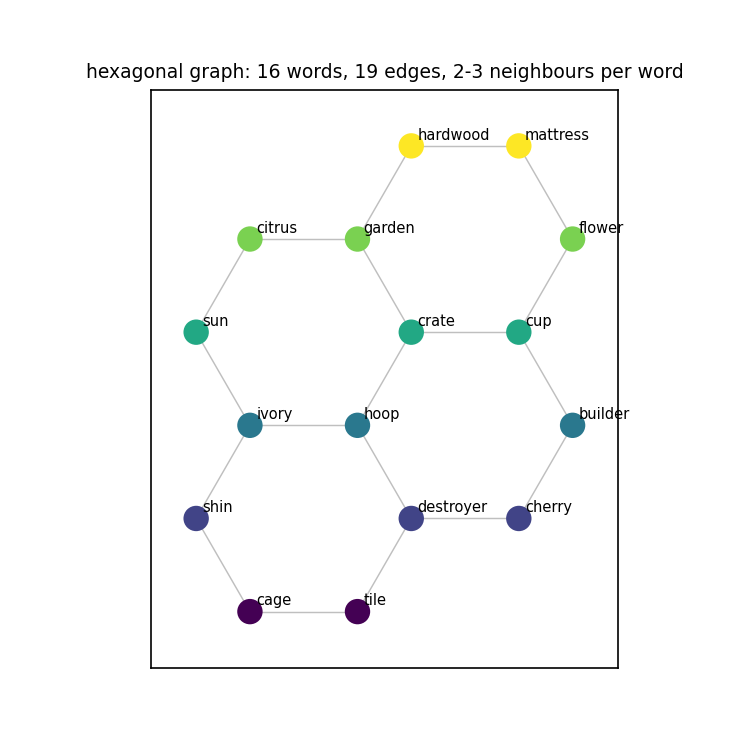 hexagonal graph: 16 words, 19 edges, 2-3 neighbours per word
hardwood
mattress
citrus
garden
flower
sun
crate
cup
ivory
hoop
builder
shin
destroyer
cherry
cage
tile